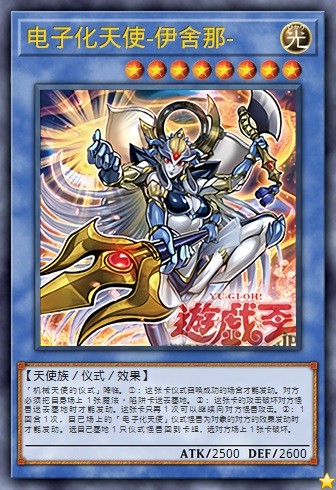 电子化天使-伊舍那-
光
YU-GI-OH!
遊戯王
【天使族 / 仪式 / 效果】
「机械天使的仪式」降临。①：这张卡仪式召唤成功的场合才能发动。对方
必须把自身场上1张魔法·陷阱卡送去墓地。②：这张卡的攻击破坏对方怪
兽送去墓地时才能发动。这张卡只再1次可以继续向对方怪兽攻击。③：1
回合1次，自己场上的「电子化天使」仪式怪兽为对象的对方的效果发动时
才能发动。选自己墓地1只仪式怪兽回到卡组，选对方场上1张卡破坏。
ATK/2500 DEF/2600